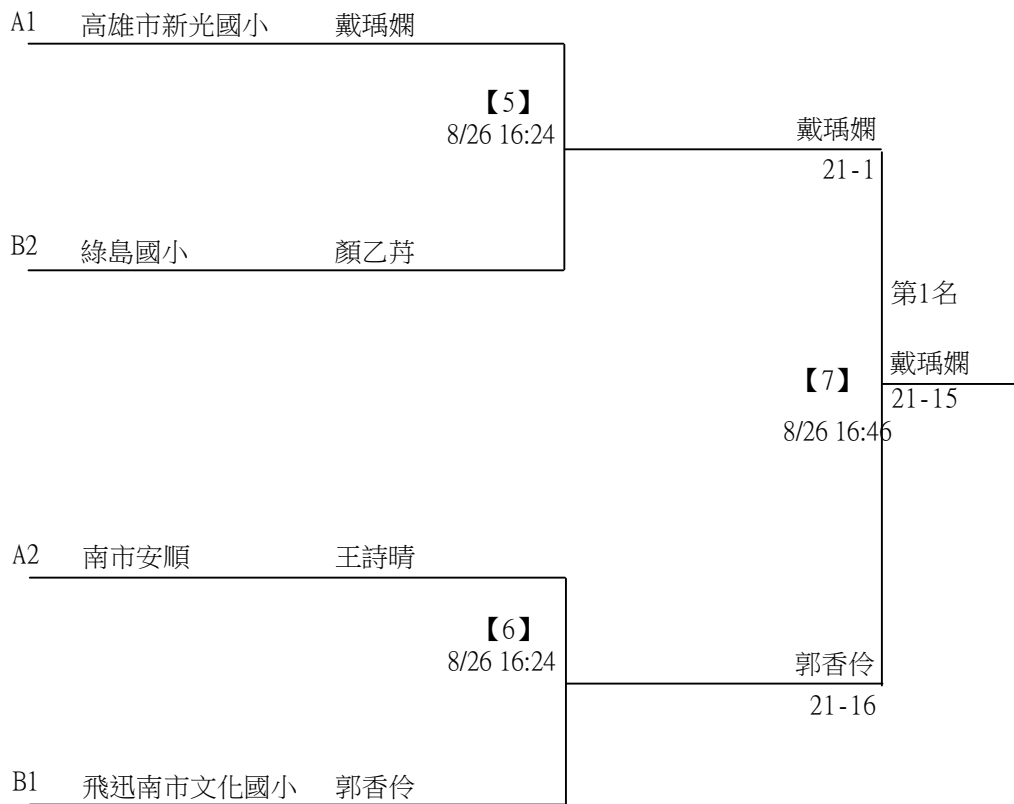 A1 高雄市新光國小 戴瑀嫻
【5】
8/26 16:24
戴瑀嫻
21-1
B2 綠島國小 顏乙苒
第1名
戴瑀嫻
【7】
21-15
8/26 16:46
A2 南市安順 王詩晴
【6】
8/26 16:24
郭香伶
21-16
B1 飛迅南市文化國小 郭香伶